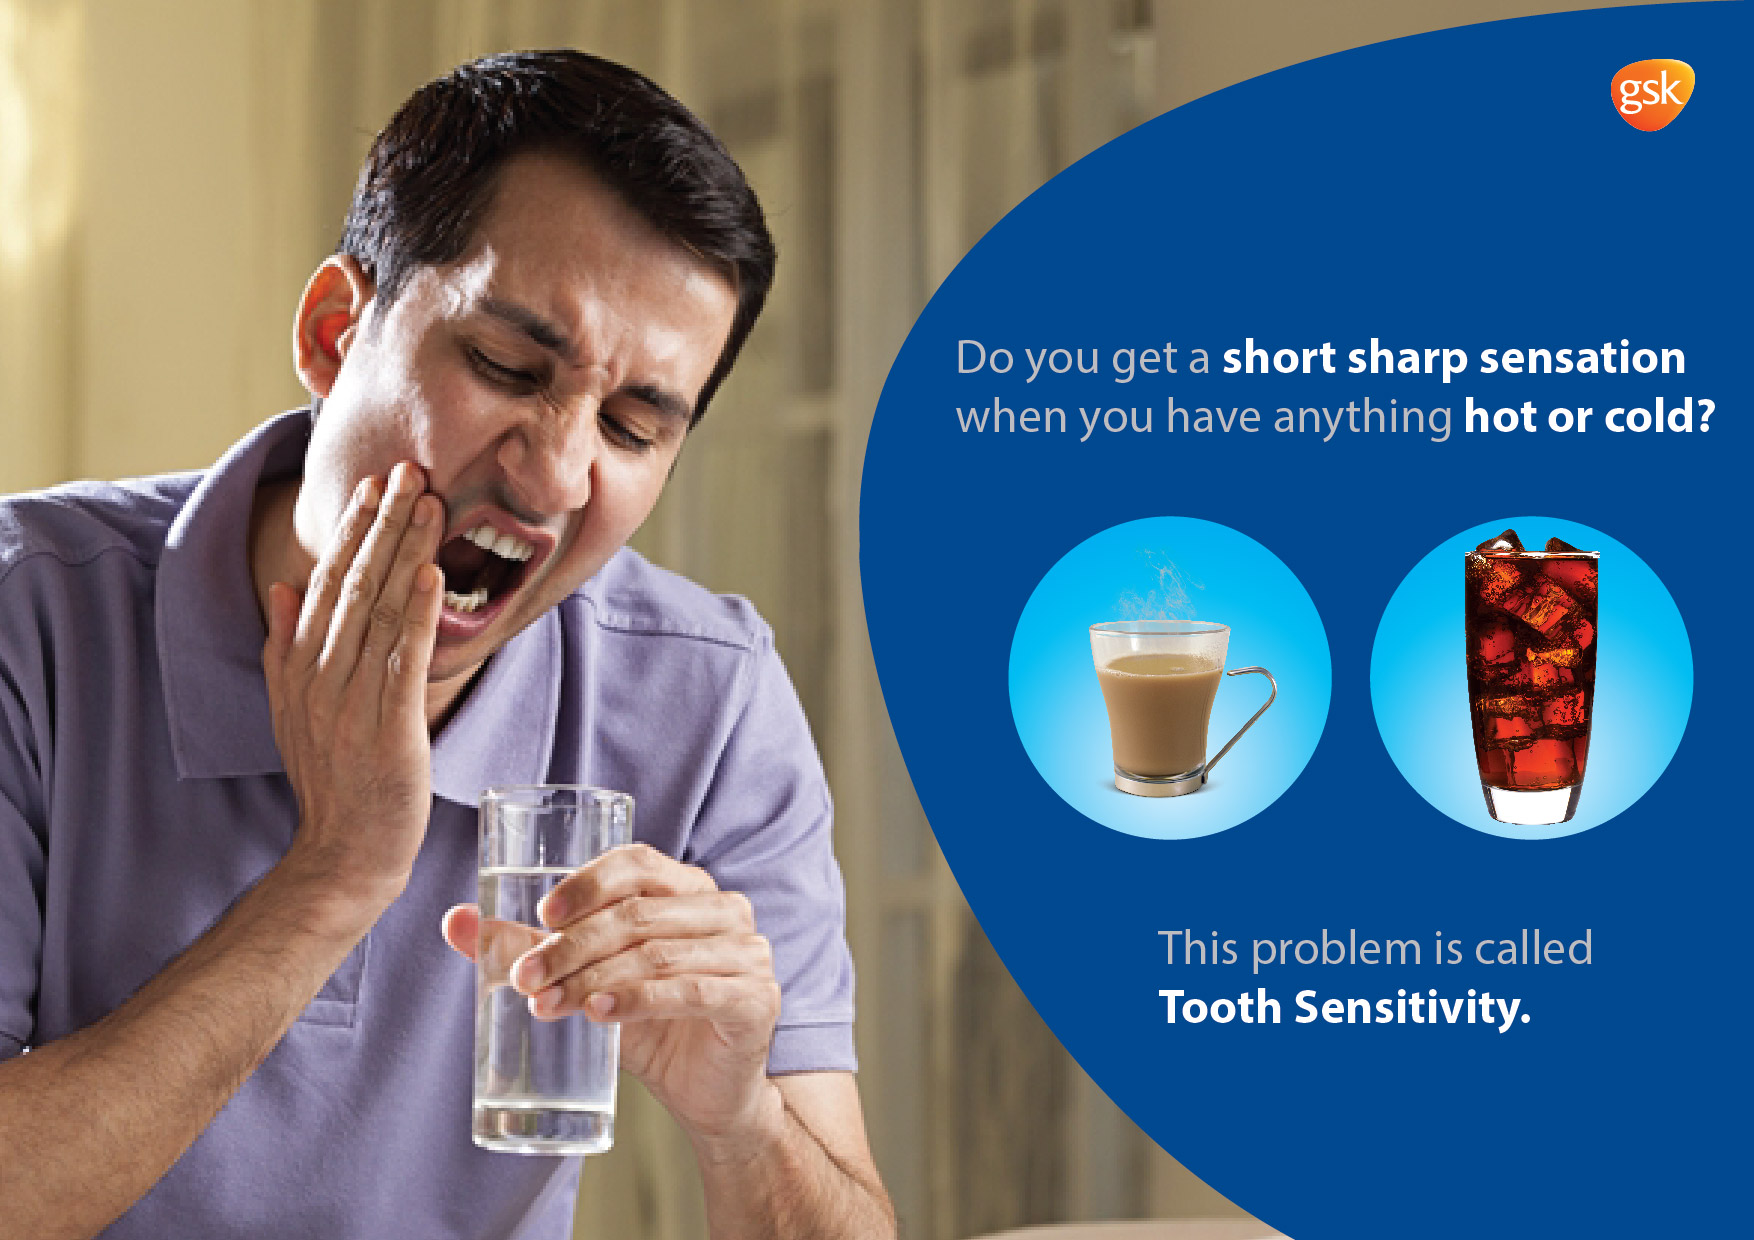 gsk
Do you get a short sharp sensation
when you have anything hot or cold?
This problem is called
Tooth Sensitivity.